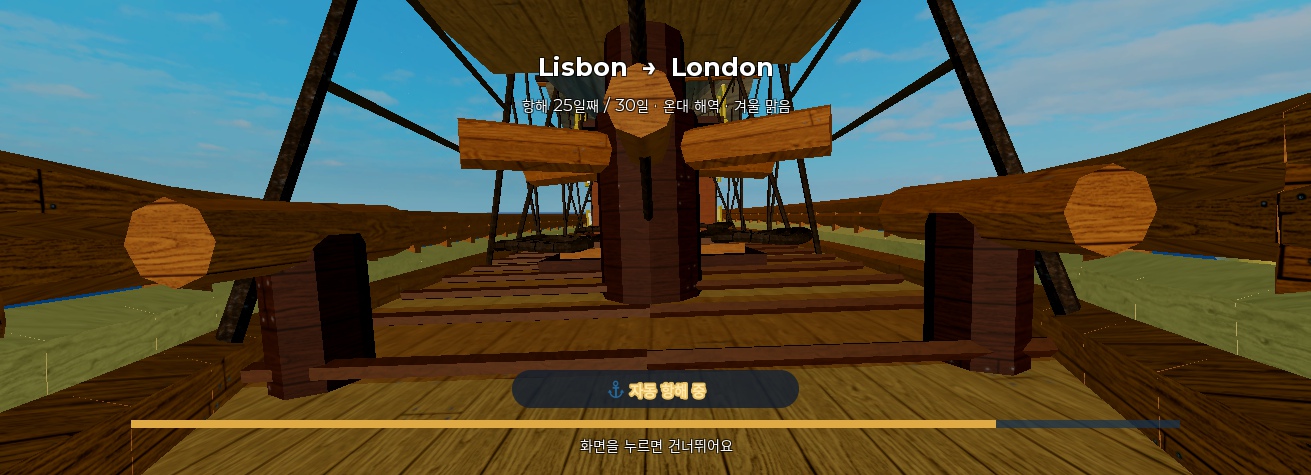 Lisbon → London
항해 25일째 / 30일 · 온대 해역 · 겨울 맑음
⚓ 자동 항해 중
화면을 누르면 건너뛰어요